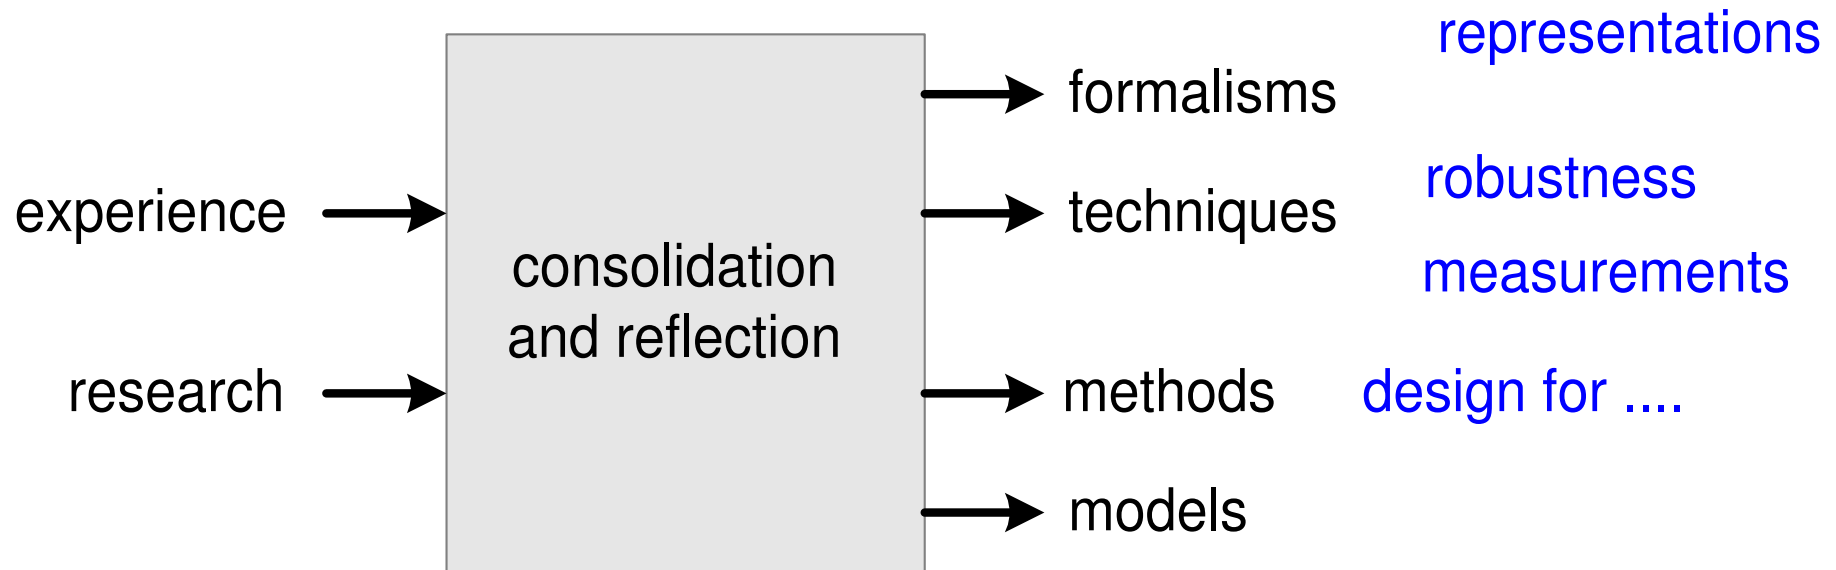 representations
formalisms
robustness
experience
techniques
consolidation
and reflection
measurements
research
methods
design for ....
models